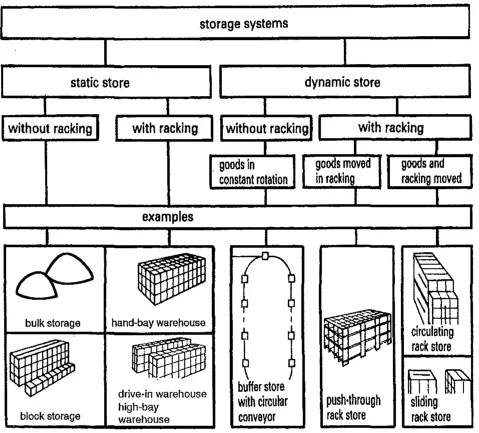 storage systems
static store
dynamic store
without racking
with racking
without racking
with racking
goods in
constant rotation
goods moved
in racking
goods and
racking moved
examples
bulk storage
hand-bay warehouse
block storage
drive-in warehouse
high-bay
warehouse
buffer store
with circular
conveyor
push-through
rack store
circulating
rack store
sliding
rack store